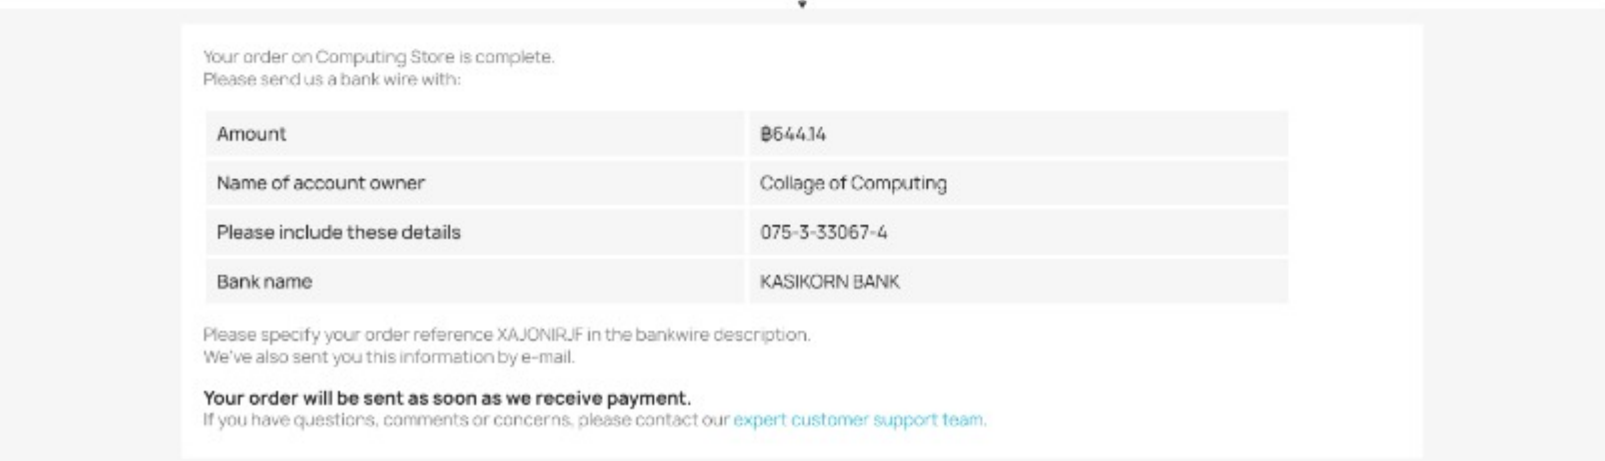 Your order on Computing Store is complete.
Please send us a bank wire with:
Amount ฿644.14
Name of account owner Collage of Computing
Please include these details 075-3-33067-4
Bank name KASIKORN BANK
Please specify your order reference XAJONIRJF in the bankwire description.
We've also sent you this information by e-mail.
Your order will be sent as soon as we receive payment.
If you have questions, comments or concerns, please contact our expert customer support team.